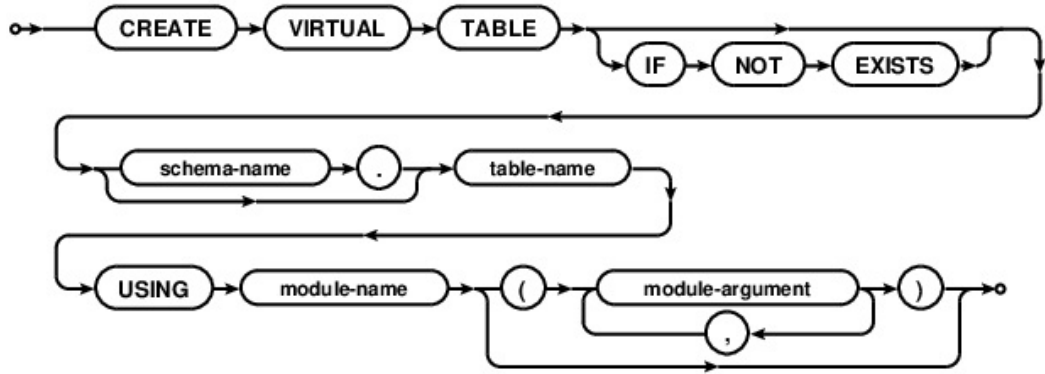 CREATE VIRTUAL TABLE
IF NOT EXISTS
schema-name . table-name
USING module-name ( module-argument )
,